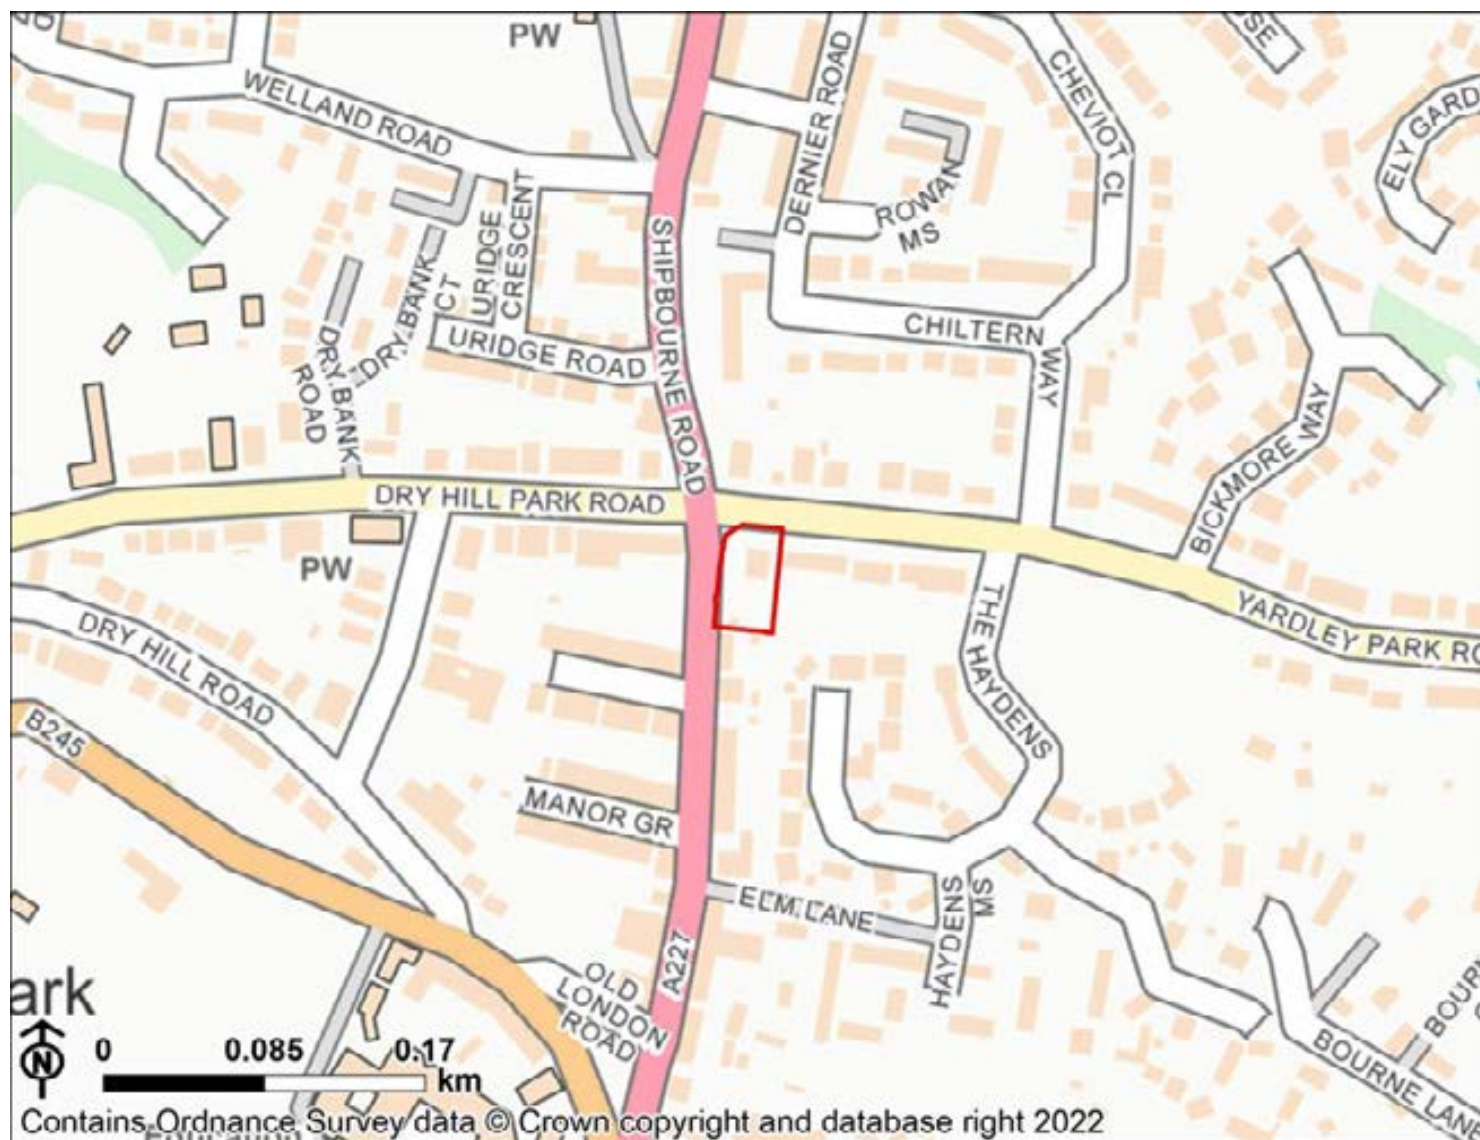 PW
WELLAND ROAD
DERNIER ROAD
CHEVIOT CL
ELY GARD
ROWAN
MS
URIDGE
CRESCENT
SHIPBOURNE ROAD
DRY BANK
CT
CHILTERN WAY
URIDGE ROAD
DRY BANK
ROAD
BICKMORE WAY
DRY HILL PARK ROAD
PW
YARDLEY PARK RO
DRY HILL ROAD
THE HAYDENS
B245
MANOR GR
ELM LANE
HAYDENS
MS
A227
OLD
LONDON
ROAD
ark
BOURN
BOURNE LANE
N
0 0.085 0.17
km
Contains Ordnance Survey data © Crown copyright and database right 2022